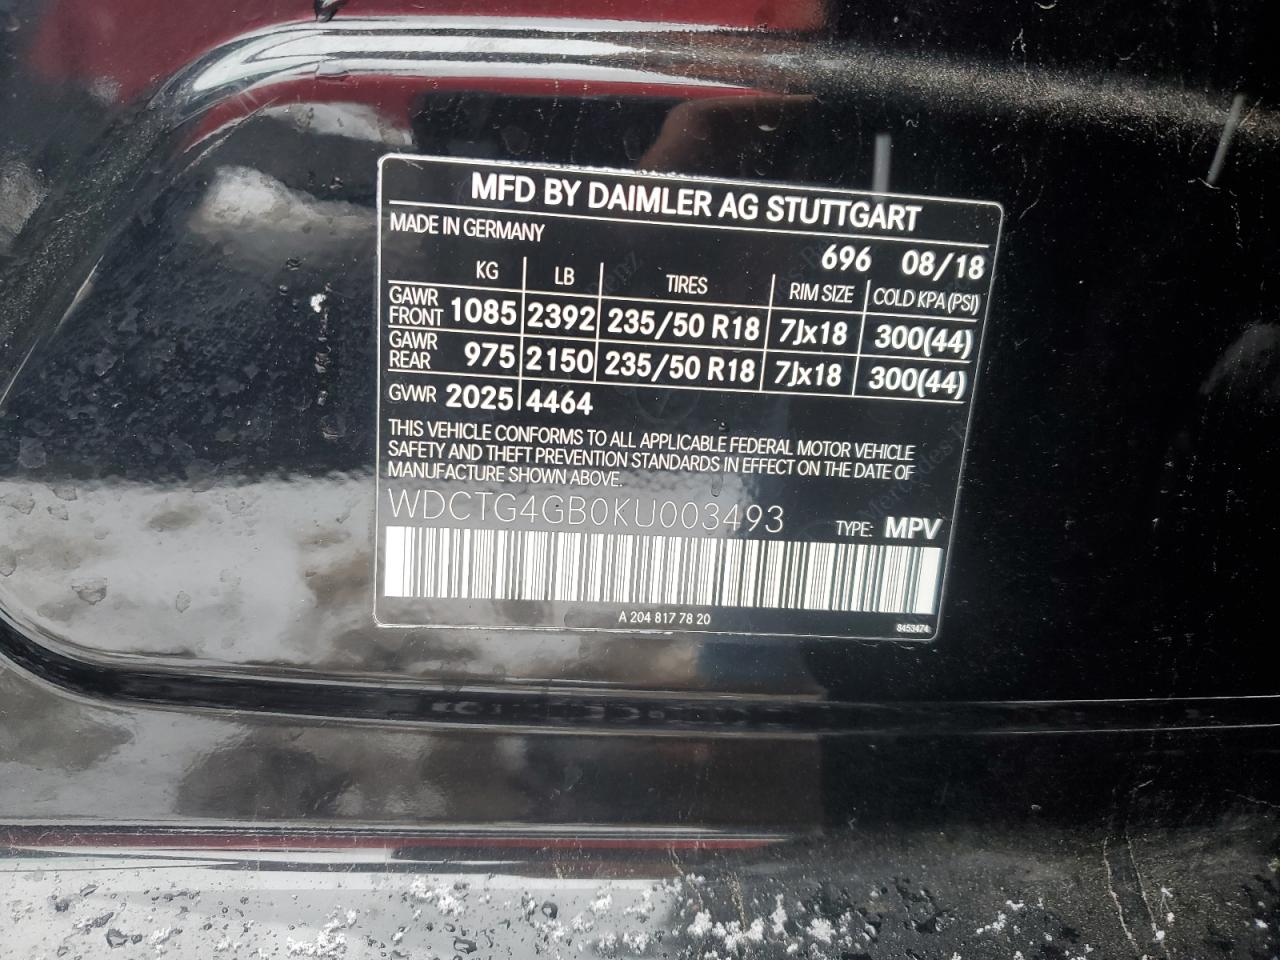 MFD BY DAIMLER AG STUTTGART
MADE IN GERMANY
696 08/18
KG LB TIRES RIM SIZE COLD KPA (PSI)
GAWR FRONT 1085 2392 235/50 R18 7Jx18 300(44)
GAWR REAR 975 2150 235/50 R18 7Jx18 300(44)
GVWR 2025 4464
THIS VEHICLE CONFORMS TO ALL APPLICABLE FEDERAL MOTOR VEHICLE
SAFETY AND THEFT PREVENTION STANDARDS IN EFFECT ON THE DATE OF
MANUFACTURE SHOWN ABOVE.
WDCTG4GB0KU003493 TYPE: MPV
A 204 817 78 20
8453474